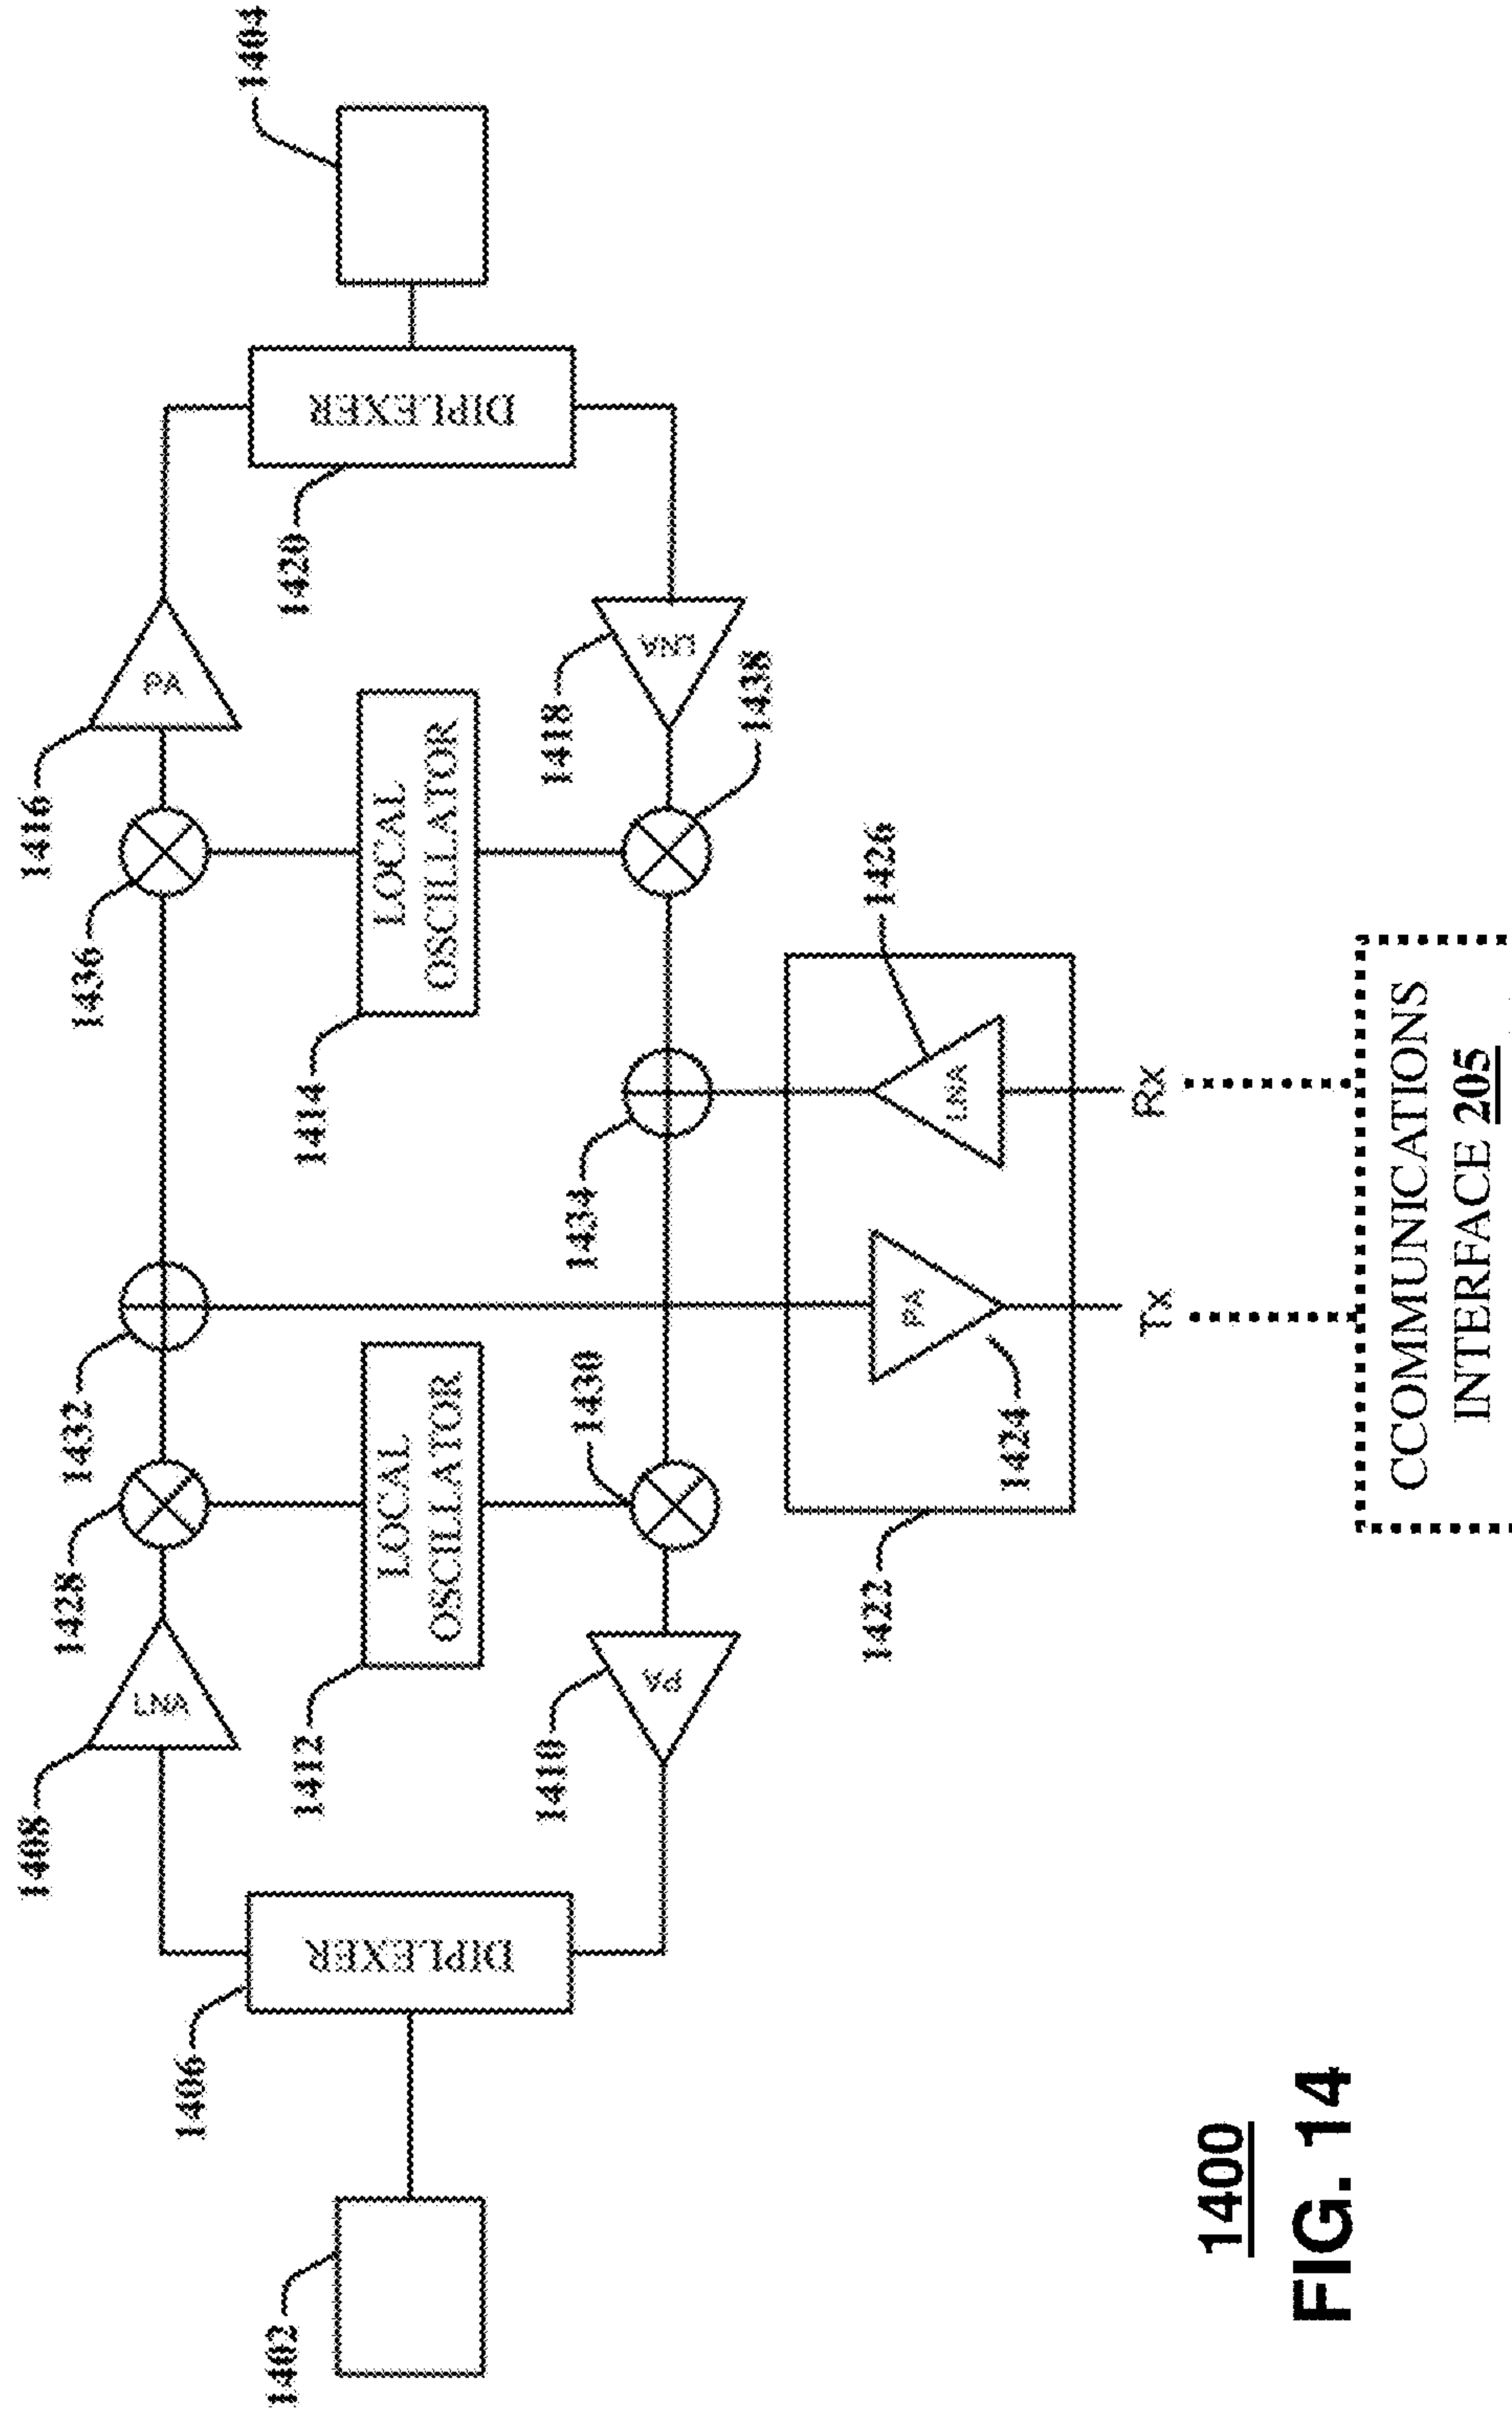 1408
1416
1428
1432
1436
LNA
PA
1406
1404
1402
1412
1414
1420
DIPLEXER
LOCAL
OSCILLATOR
LOCAL
OSCILLATOR
DIPLEXER
1410
1430
1434
1418
PA
LNA
1438
1422
1426
PA
LNA
1424
Tx
Rx
1400
FIG. 14
CCOMMUNICATIONS
INTERFACE 205